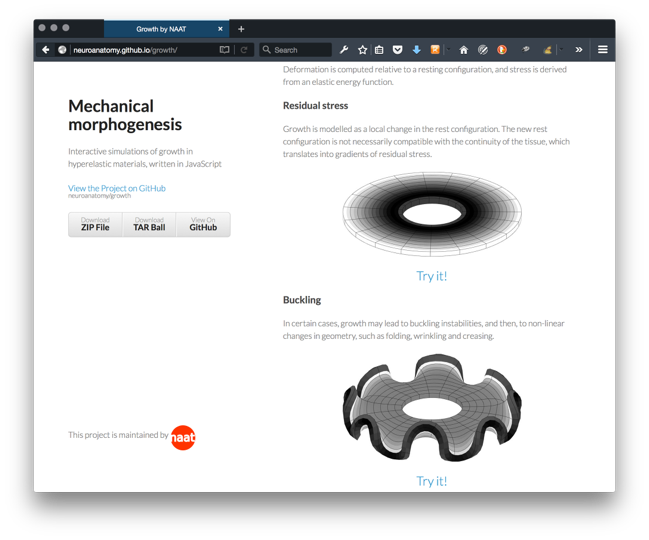 Growth by NAAT
neuroanatomy.github.io/growth/
Search
Mechanical
morphogenesis
Interactive simulations of growth in
hyperelastic materials, written in JavaScript
View the Project on GitHub
neuroanatomy/growth
Download
ZIP File
Download
TAR Ball
View On
GitHub
This project is maintained by
naat
Deformation is computed relative to a resting configuration, and stress is derived
from an elastic energy function.
Residual stress
Growth is modelled as a local change in the rest configuration. The new rest
configuration is not necessarily compatible with the continuity of the tissue, which
translates into gradients of residual stress.
Try it!
Buckling
In certain cases, growth may lead to buckling instabilities, and then, to non-linear
changes in geometry, such as folding, wrinkling and creasing.
Try it!